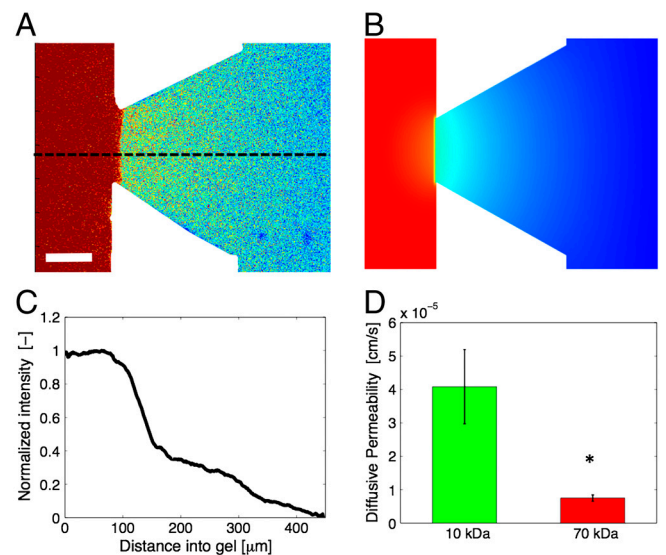 A
B
C
1.2
1
0.8
0.6
0.4
0.2
0
0 100 200 300 400
Normalized intensity [–]
Distance into gel [μm]
D
x 10⁻⁵
6
5
4
3
2
1
0
Diffusive Permeability [cm/s]
*
10 kDa 70 kDa